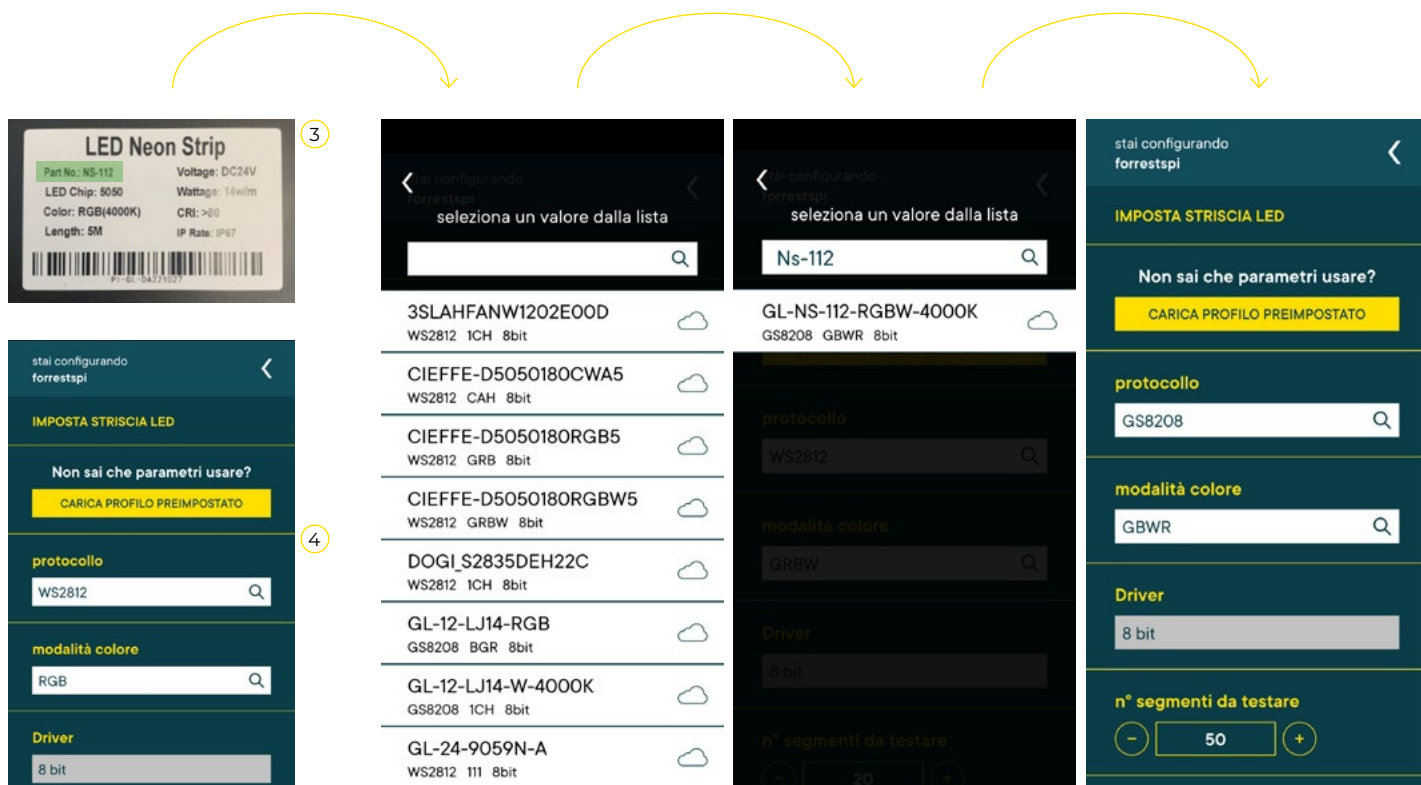 LED Neon Strip
Part No.: NS-112 Voltage: DC24V
LED Chip: 5050 Wattage: 14w/m
Color: RGB(4000K) CRI: >80
Length: 5M IP Rate: IP67
PI-GL-DA221027
3
stai configurando
forrestspi
IMPOSTA STRISCIA LED
Non sai che parametri usare?
CARICA PROFILO PREIMPOSTATO
4
protocollo
WS2812
modalità colore
RGB
Driver
8 bit
stai configurando
forrestspi
seleziona un valore dalla lista
3SLAHFANW1202E00D
WS2812 1CH 8bit
CIEFFE-D5050180CWA5
WS2812 CAH 8bit
CIEFFE-D5050180RGB5
WS2812 GRB 8bit
CIEFFE-D5050180RGBW5
WS2812 GRBW 8bit
DOGI_S2835DEH22C
WS2812 1CH 8bit
GL-12-LJ14-RGB
GS8208 BGR 8bit
GL-12-LJ14-W-4000K
GS8208 1CH 8bit
GL-24-9059N-A
WS2812 111 8bit
stai configurando
forrestspi
seleziona un valore dalla lista
Ns-112
GL-NS-112-RGBW-4000K
GS8208 GBWR 8bit
protocollo
WS2812
modalità colore
GRBW
Driver
8 bit
n° segmenti da testare
- 20 +
stai configurando
forrestspi
IMPOSTA STRISCIA LED
Non sai che parametri usare?
CARICA PROFILO PREIMPOSTATO
protocollo
GS8208
modalità colore
GBWR
Driver
8 bit
n° segmenti da testare
- 50 +